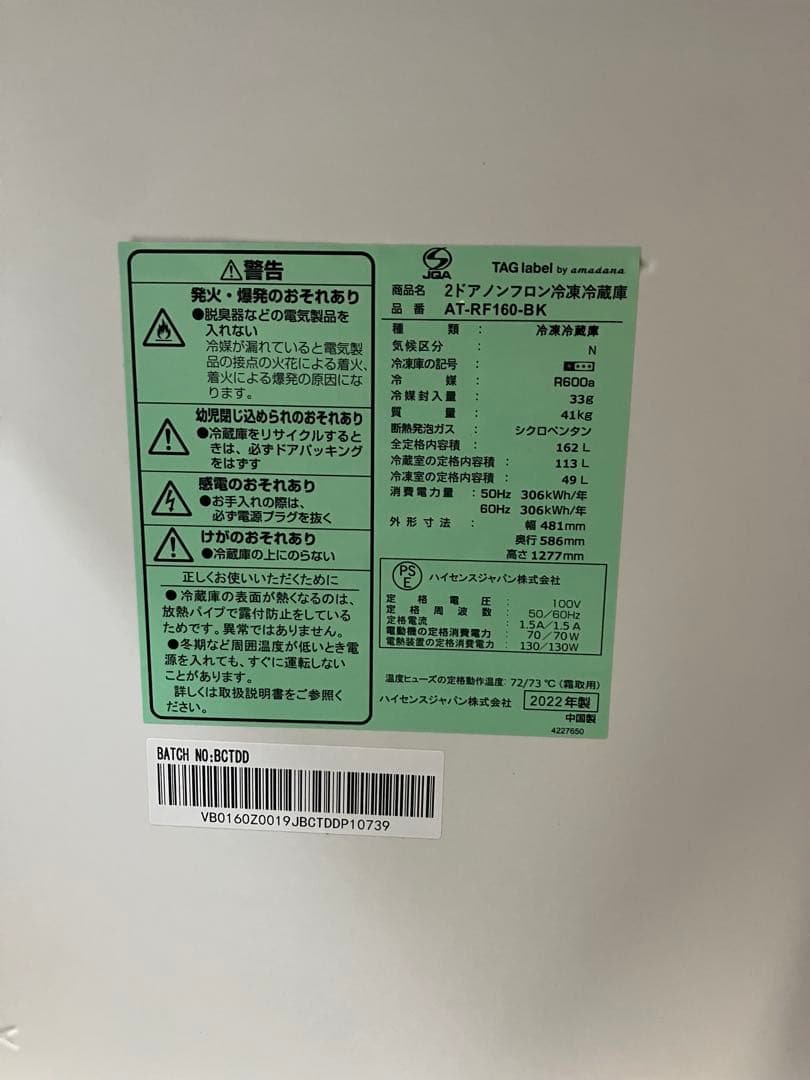 警告
発火・爆発のおそれあり
●脱臭器などの電気製品を
入れない
冷媒が漏れていると電気製
品の接点の火花による着火、
着火による爆発の原因にな
ります。
幼児閉じ込められのおそれあり
●冷蔵庫をリサイクルすると
きは、必ずドアパッキング
をはずす
感電のおそれあり
●お手入れの際は、
必ず電源プラグを抜く
けがのおそれあり
●冷蔵庫の上にのらない
正しくお使いいただくために
●冷蔵庫の表面が熱くなるのは、
放熱パイプで露付防止をしている
ためです。異常ではありません。
●冬期など周囲温度が低いとき電
源を入れても、すぐに運転しない
ことがあります。
詳しくは取扱説明書をご参照く
ださい。
JQA TAG label by amadana
商品名 2ドアノンフロン冷凍冷蔵庫
品番 AT-RF160-BK
種類 : 冷凍冷蔵庫
気候区分 : N
冷凍庫の記号 :
冷媒 : R600a
冷媒封入量 : 33g
質量 : 41kg
断熱発泡ガス : シクロペンタン
全定格内容積 : 162 L
冷蔵室の定格内容積 : 113 L
冷凍室の定格内容積 : 49 L
消費電力量 : 50Hz 306kWh/年
60Hz 306kWh/年
外形寸法 : 幅 481mm
奥行 586mm
高さ 1277mm
PS
E ハイセンスジャパン株式会社
定格電圧 : 100V
定格周波数 : 50/60Hz
定格電流 : 1.5A/1.5 A
電動機の定格消費電力 : 70/70W
電熱装置の定格消費電力 : 130/130W
温度ヒューズの定格動作温度: 72/73 ℃ (霜取用)
ハイセンスジャパン株式会社 2022年製
中国製
4227650
BATCH NO:BCTDD
VB0160Z0019JBCTDDP10739